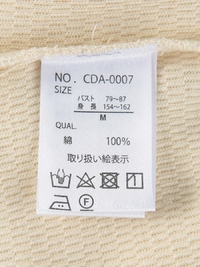 NO. CDA-0007
SIZE
バスト 79~87
身 長 154~162
M
QUAL.
綿 100%
取り扱い絵表示